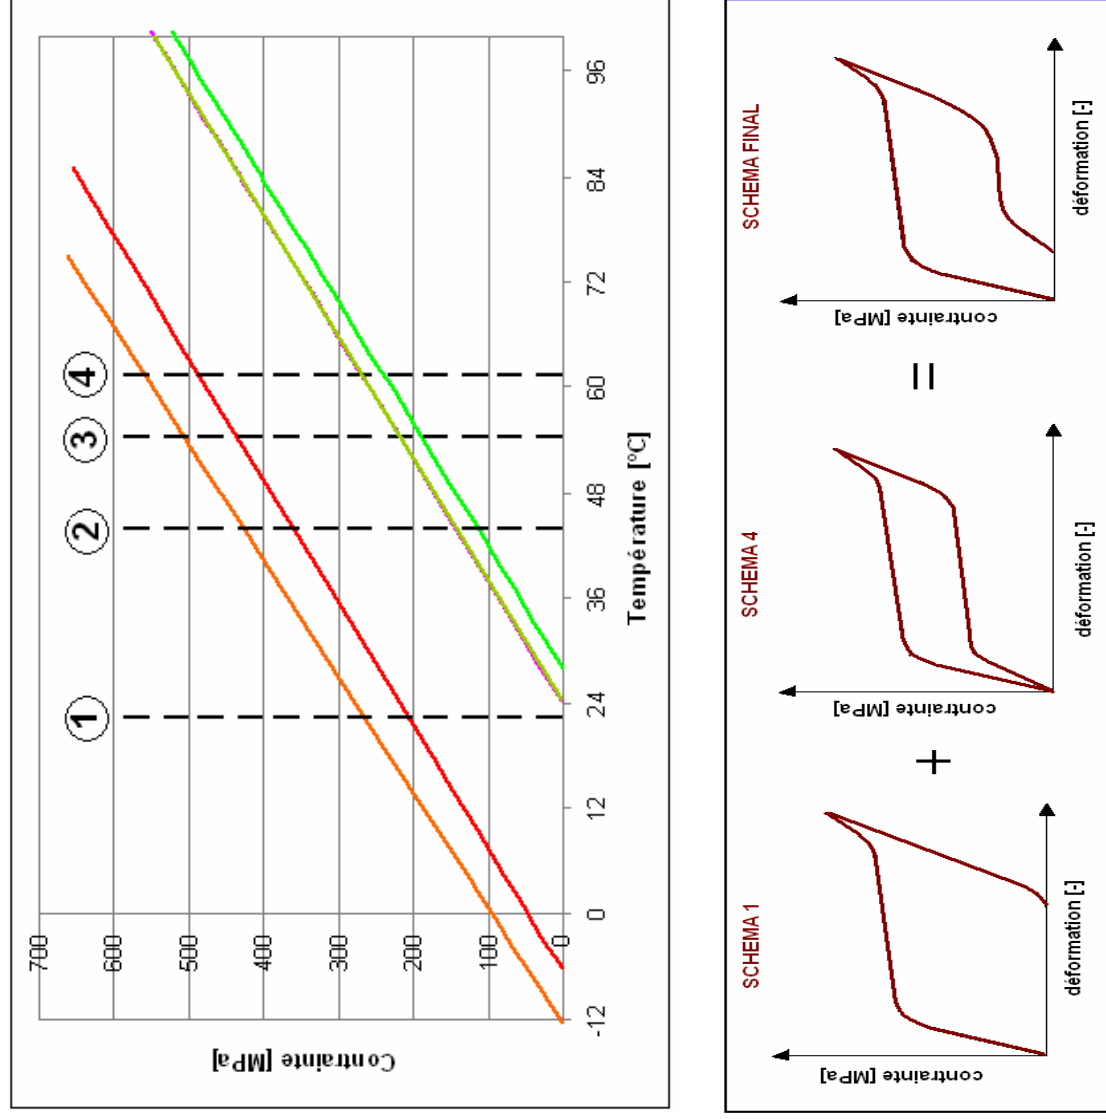 700
600
500
400
300
200
100
0
-12
0
12
24
36
48
60
72
84
96
1
2
3
4
Contrainte [MPa]
Température [°C]
SCHEMA 1
contrainte [MPa]
déformation [-]
+
SCHEMA 4
contrainte [MPa]
déformation [-]
=
SCHEMA FINAL
contrainte [MPa]
déformation [-]